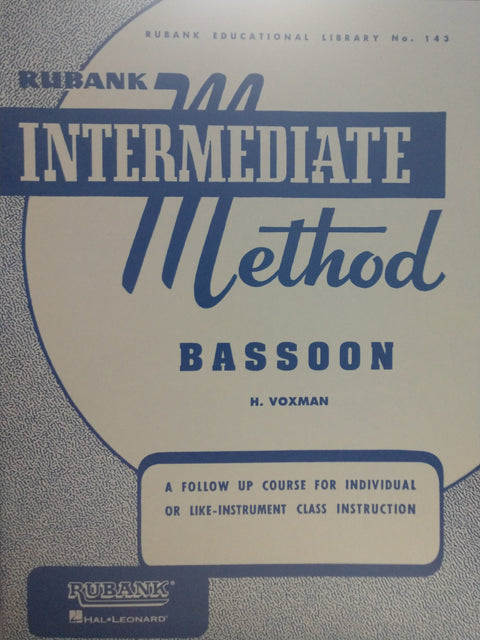 RUBANK EDUCATIONAL LIBRARY No. 143
RUBANK
INTERMEDIATE
Method
BASSOON
H. VOXMAN
A FOLLOW UP COURSE FOR INDIVIDUAL
OR LIKE-INSTRUMENT CLASS INSTRUCTION
RUBANK®
HAL•LEONARD®